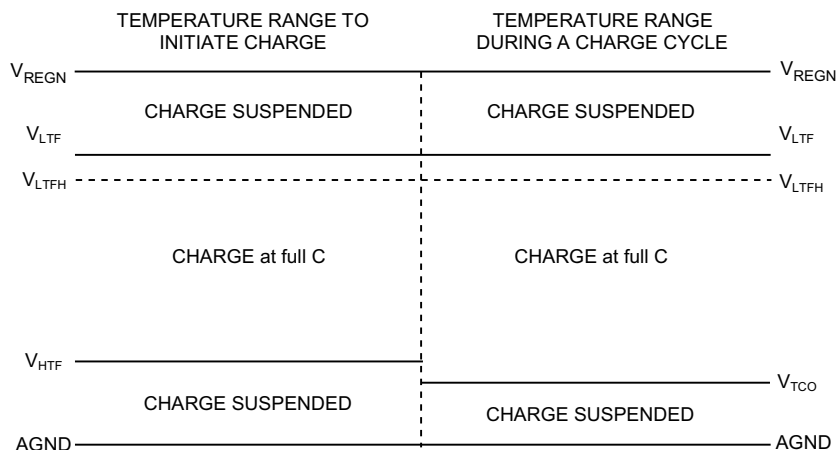 TEMPERATURE RANGE TO
INITIATE CHARGE
TEMPERATURE RANGE
DURING A CHARGE CYCLE
VREGN
VREGN
CHARGE SUSPENDED
CHARGE SUSPENDED
VLTF
VLTF
VLTFH
VLTFH
CHARGE at full C
CHARGE at full C
VHTF
VTCO
CHARGE SUSPENDED
CHARGE SUSPENDED
AGND
AGND